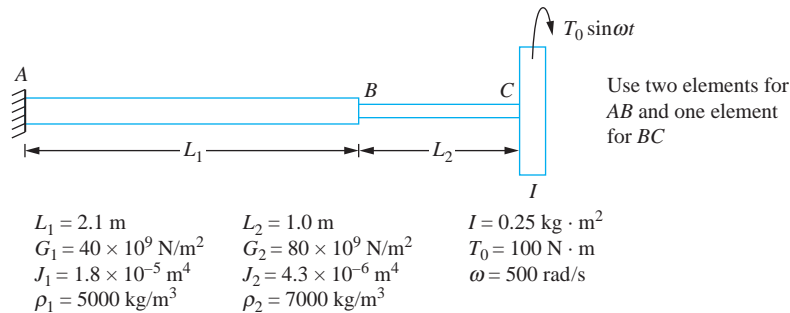 T₀ sinωt
A
B
C
Use two elements for
AB and one element
for BC
L₁
L₂
I
L₁ = 2.1 m
G₁ = 40 × 10⁹ N/m²
J₁ = 1.8 × 10⁻⁵ m⁴
ρ₁ = 5000 kg/m³
L₂ = 1.0 m
G₂ = 80 × 10⁹ N/m²
J₂ = 4.3 × 10⁻⁶ m⁴
ρ₂ = 7000 kg/m³
I = 0.25 kg · m²
T₀ = 100 N · m
ω = 500 rad/s